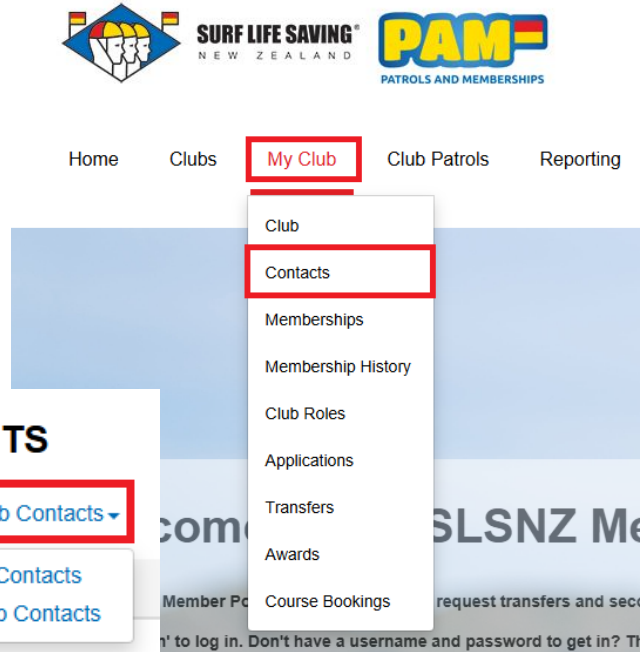 SURF LIFE SAVING®
NEW ZEALAND
PAM
PATROLS AND MEMBERSHIPS
Home Clubs My Club Club Patrols Reporting
Club
Contacts
Memberships
Membership History
Club Roles
Applications
Transfers
Awards
Course Bookings
TS
b Contacts
Contacts
b Contacts
com SLSNZ Me
Member Po request transfers and seco
n' to log in. Don't have a username and password to get in? Th